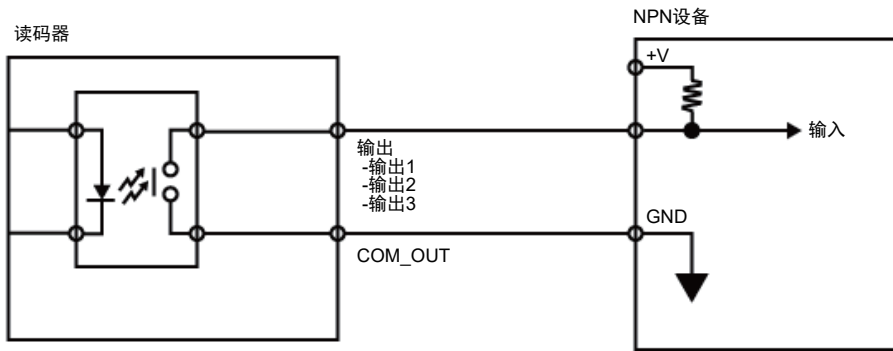 读码器
NPN设备
+V
输入
输出
-输出1
-输出2
-输出3
GND
COM_OUT